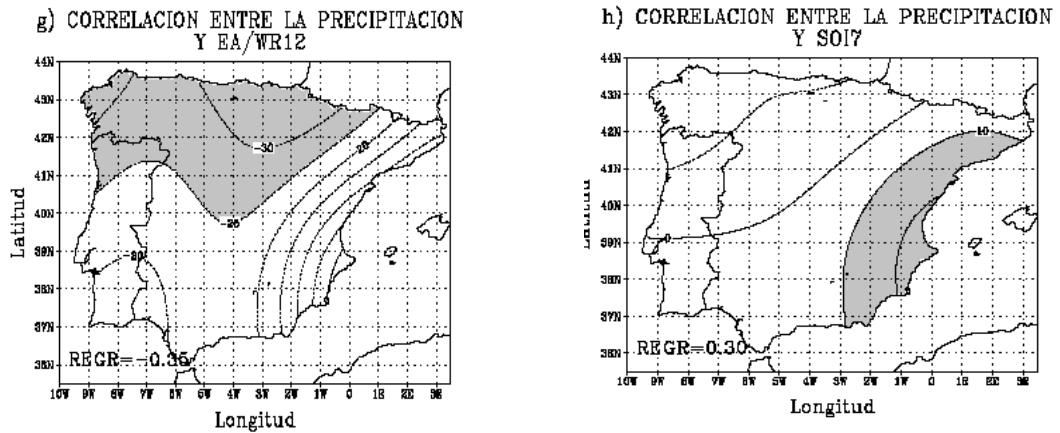 g) CORRELACION ENTRE LA PRECIPITACION
Y EA/WR12
44N
43N
42N
41N
40N
39N
38N
37N
36N
Latitud
-30
20
-25
-20
REGR=-0.35
10W 9W 8W 7W 6W 5W 4W 3W 2W 1W 0 1E 2E 3E
Longitud
h) CORRELACION ENTRE LA PRECIPITACION
Y SOI7
44N
43N
42N
41N
40N
39N
38N
37N
36N
Latitud
10
0
REGR=0.30
10W 9W 8W 7W 6W 5W 4W 3W 2W 1W 0 1E 2E 3E
Longitud